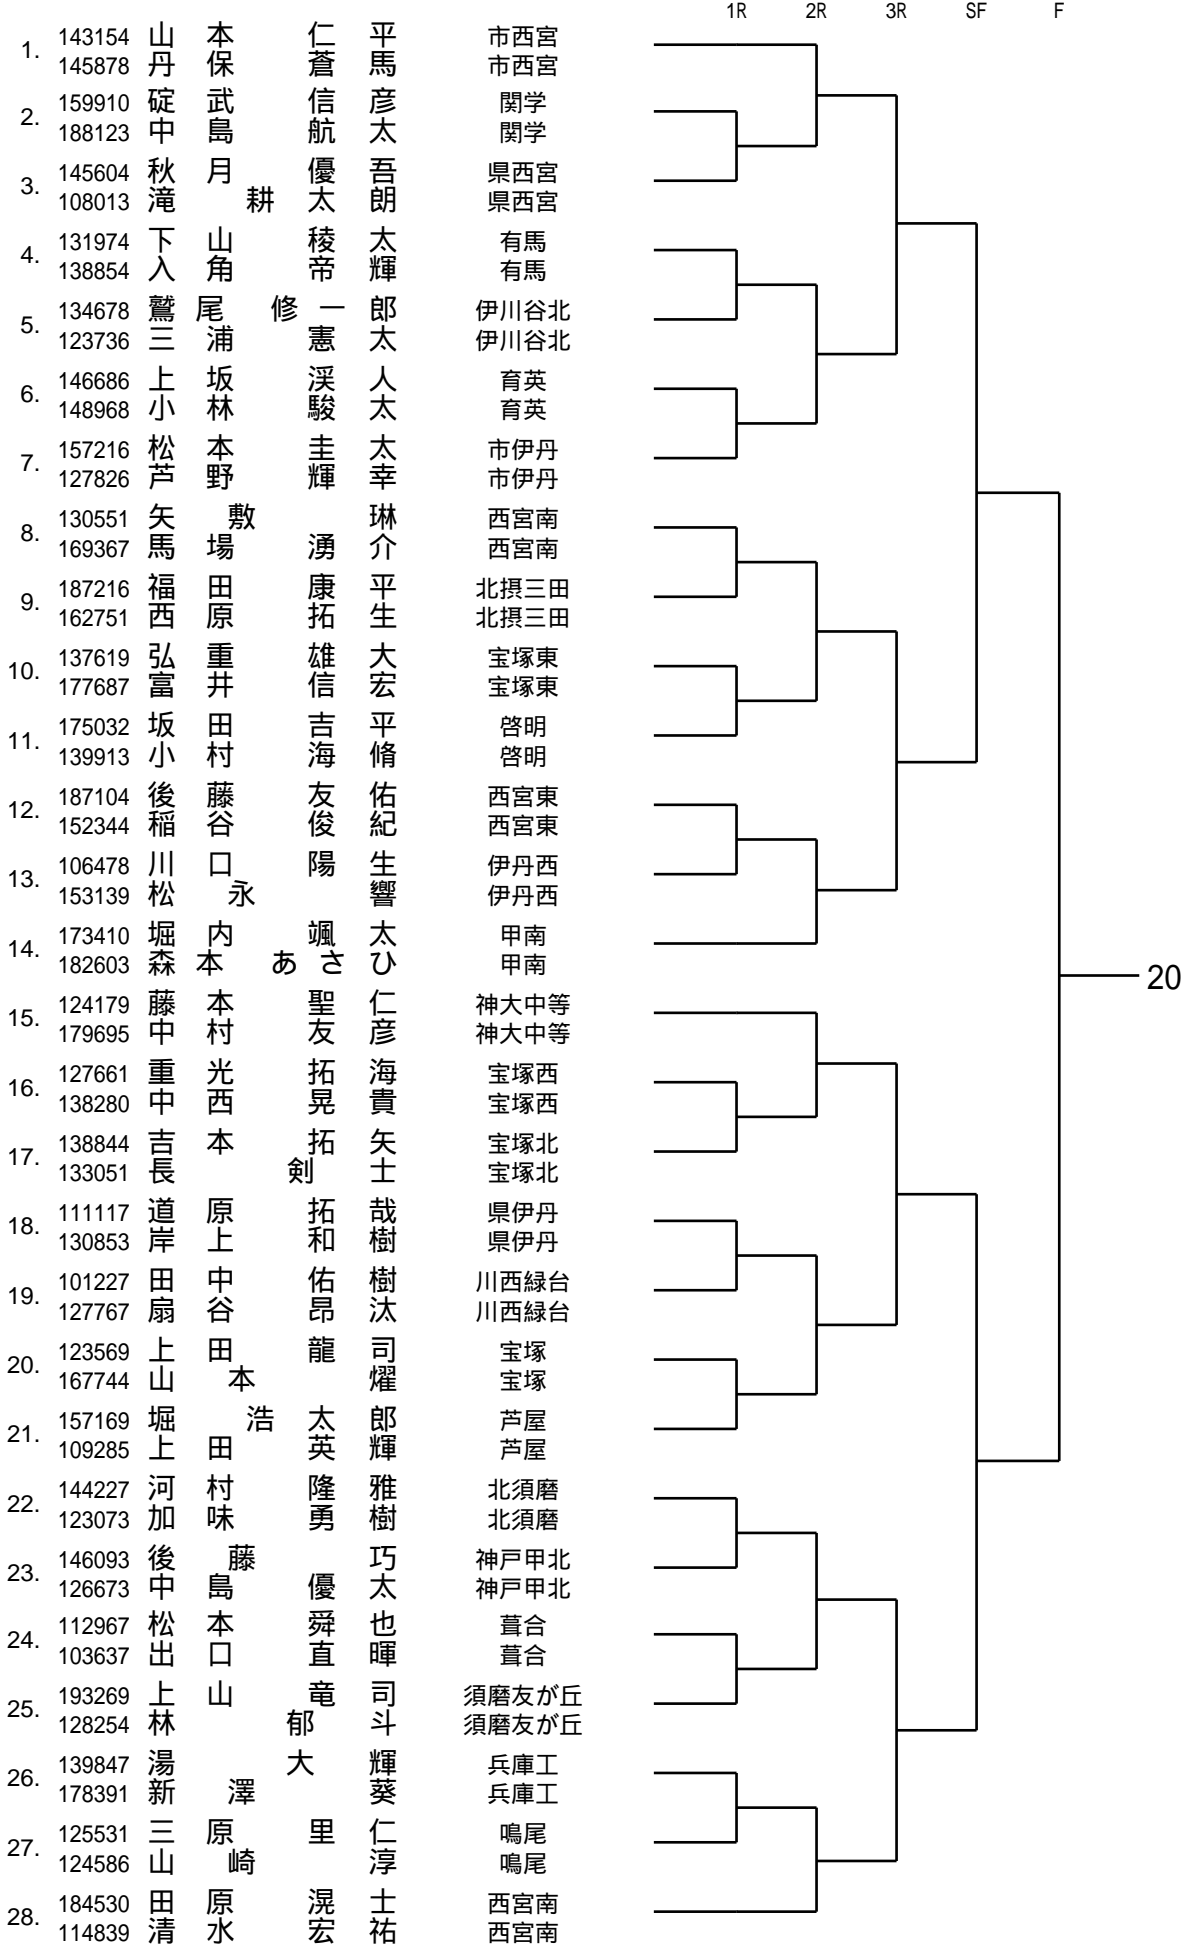 1R 2R 3R SF F
1. 143154 山本 仁平 市西宮
145878 丹保 蒼馬 市西宮
2. 159910 碇武 信彦 関学
188123 中島 航太 関学
3. 145604 秋月 優吾 県西宮
108013 滝 耕太朗 県西宮
4. 131974 下山 稜太 有馬
138854 入角 帝輝 有馬
5. 134678 鷲尾 修一郎 伊川谷北
123736 三浦 憲太 伊川谷北
6. 146686 上坂 渓人 育英
148968 小林 駿太 育英
7. 157216 松本 圭太 市伊丹
127826 芦野 輝幸 市伊丹
8. 130551 矢敷 琳 西宮南
169367 馬場 湧介 西宮南
9. 187216 福田 康平 北摂三田
162751 西原 拓生 北摂三田
10. 137619 弘重 雄大 宝塚東
177687 富井 信宏 宝塚東
11. 175032 坂田 吉平 啓明
139913 小村 海脩 啓明
12. 187104 後藤 友佑 西宮東
152344 稲谷 俊紀 西宮東
13. 106478 川口 陽生 伊丹西
153139 松永 響 伊丹西
14. 173410 堀内 颯太 甲南
182603 森本 あさひ 甲南
20
15. 124179 藤本 聖仁 神大中等
179695 中村 友彦 神大中等
16. 127661 重光 拓海 宝塚西
138280 中西 晃貴 宝塚西
17. 138844 吉本 拓矢 宝塚北
133051 長 剣士 宝塚北
18. 111117 道原 拓哉 県伊丹
130853 岸上 和樹 県伊丹
19. 101227 田中 佑樹 川西緑台
127767 扇谷 昂汰 川西緑台
20. 123569 上田 龍司 宝塚
167744 山本 燿 宝塚
21. 157169 堀 浩太郎 芦屋
109285 上田 英輝 芦屋
22. 144227 河村 隆雅 北須磨
123073 加味 勇樹 北須磨
23. 146093 後藤 巧 神戸甲北
126673 中島 優太 神戸甲北
24. 112967 松本 舜也 葺合
103637 出口 直暉 葺合
25. 193269 上山 竜司 須磨友が丘
128254 林 郁斗 須磨友が丘
26. 139847 湯 大輝 兵庫工
178391 新澤 葵 兵庫工
1R 2R 3R SF F
27. 125531 三原 里仁 鳴尾
124586 山崎 淳 鳴尾
28. 184530 田原 滉士 西宮南
114839 清水 宏祐 西宮南